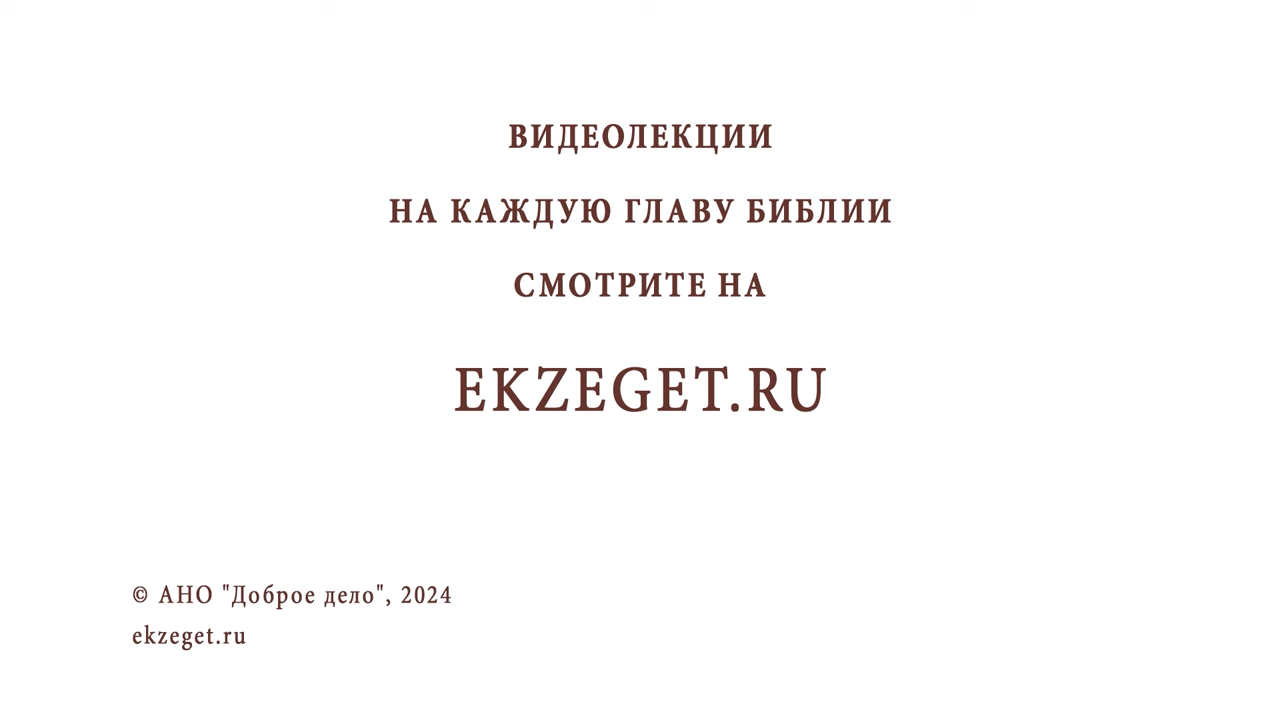 ВИДЕОЛЕКЦИИ
НА КАЖДУЮ ГЛАВУ БИБЛИИ
СМОТРИТЕ НА
EKZEGET.RU
© АНО "Доброе дело", 2024
ekzeget.ru